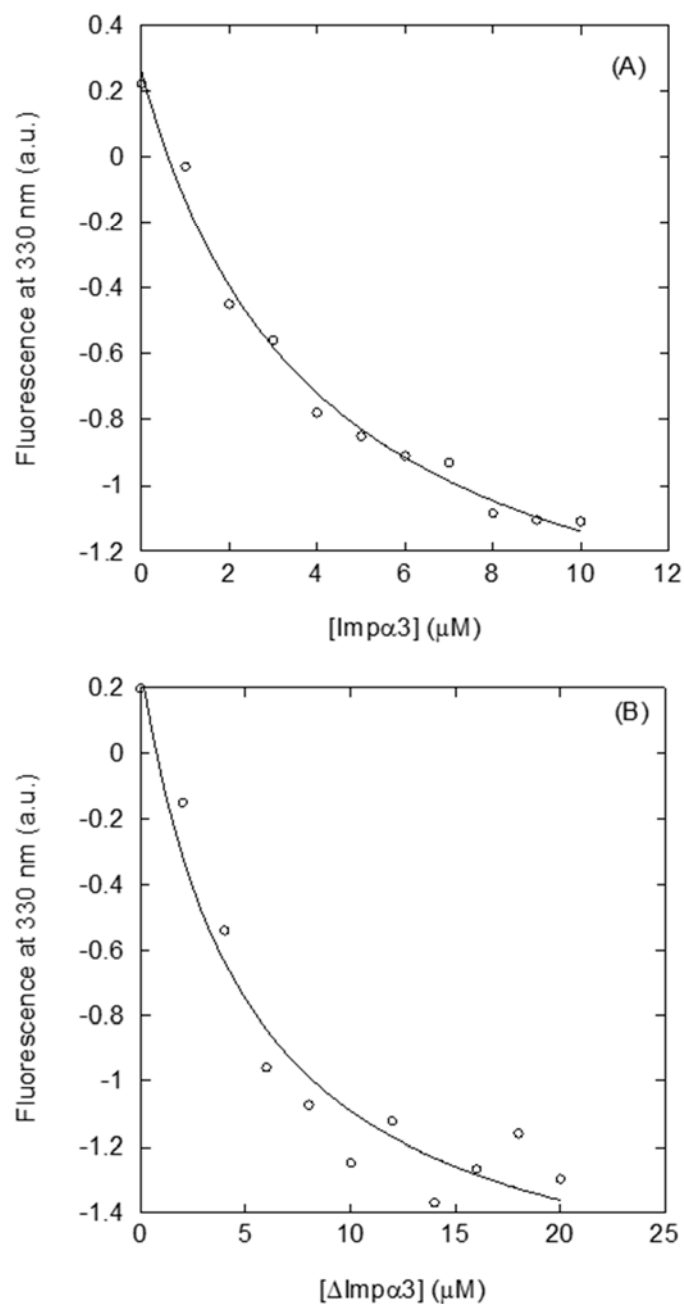 0.4
(A)
0.2
0
-0.2
-0.4
-0.6
-0.8
-1
-1.2
Fluorescence at 330 nm (a.u.)
0 2 4 6 8 10 12
[Impα3] (μM)
0.2
(B)
0
-0.2
-0.4
-0.6
-0.8
-1
-1.2
-1.4
Fluorescence at 330 nm (a.u.)
0 5 10 15 20 25
[ΔImpα3] (μM)